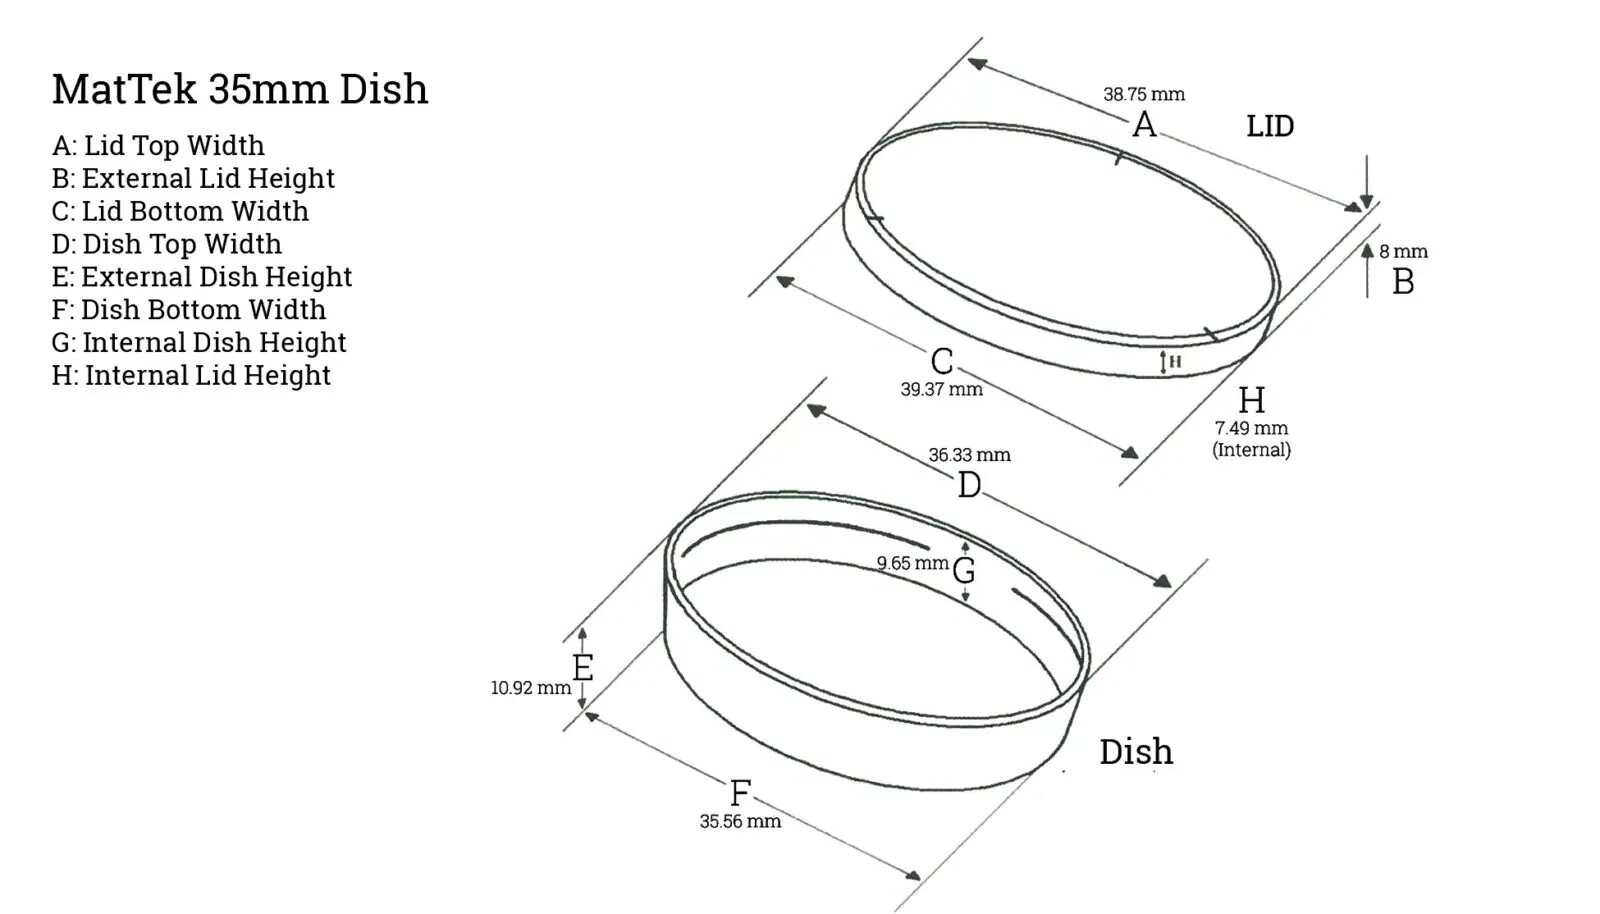 MatTek 35mm Dish
A: Lid Top Width
B: External Lid Height
C: Lid Bottom Width
D: Dish Top Width
E: External Dish Height
F: Dish Bottom Width
G: Internal Dish Height
H: Internal Lid Height
38.75 mm
A
LID
8 mm
B
C
39.37 mm
H
H
7.49 mm
(Internal)
36.33 mm
D
9.65 mm
G
E
10.92 mm
Dish
F
35.56 mm